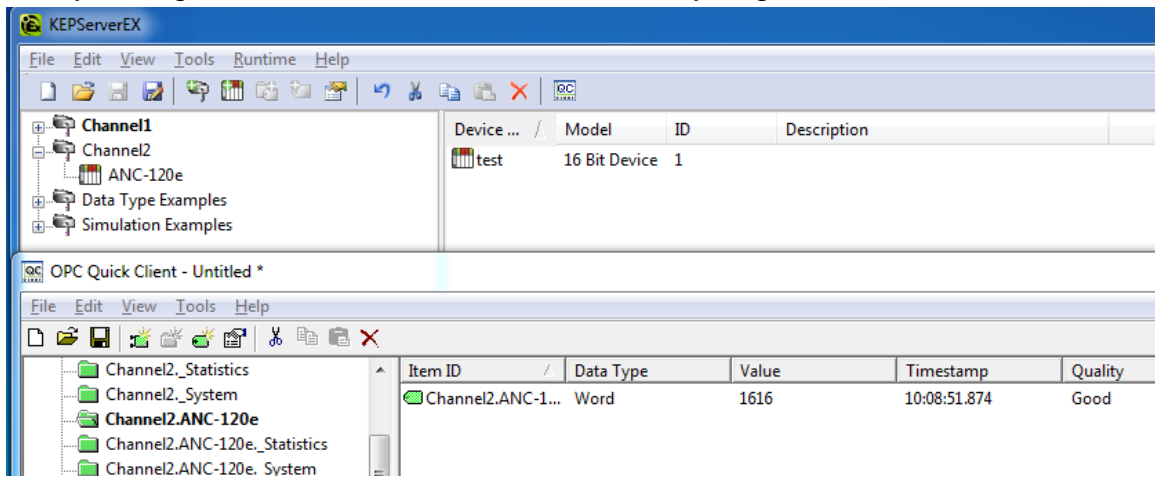 KEPServerEX
File Edit View Tools Runtime Help
Channel1
Channel2
ANC-120e
Data Type Examples
Simulation Examples
Device ... / Model ID Description
test 16 Bit Device 1
OPC Quick Client - Untitled *
File Edit View Tools Help
Channel2._Statistics
Channel2._System
Channel2.ANC-120e
Channel2.ANC-120e._Statistics
Channel2.ANC-120e._System
Item ID / Data Type Value Timestamp Quality
Channel2.ANC-1... Word 1616 10:08:51.874 Good